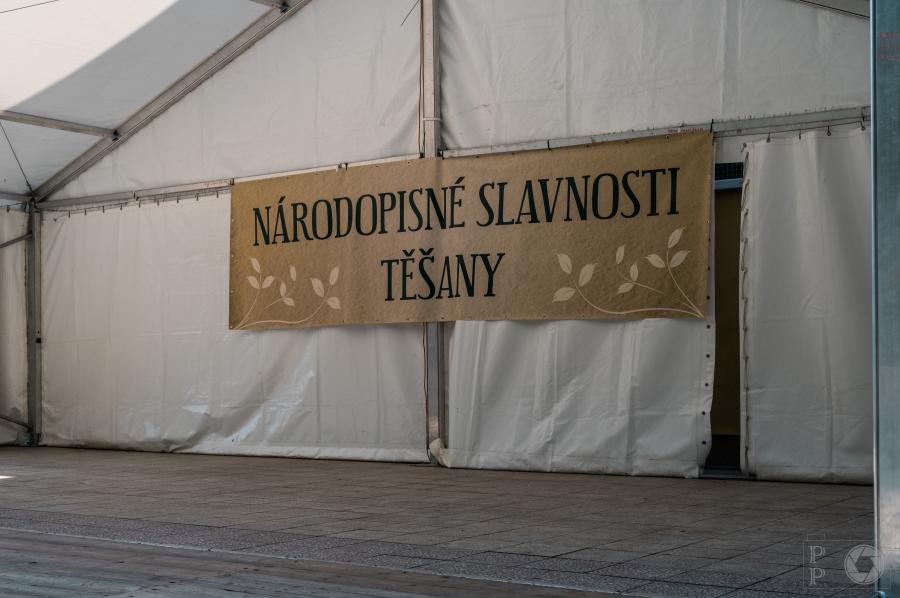 NÁRODOPISNÉ SLAVNOSTI
TĚŠANY
P
P